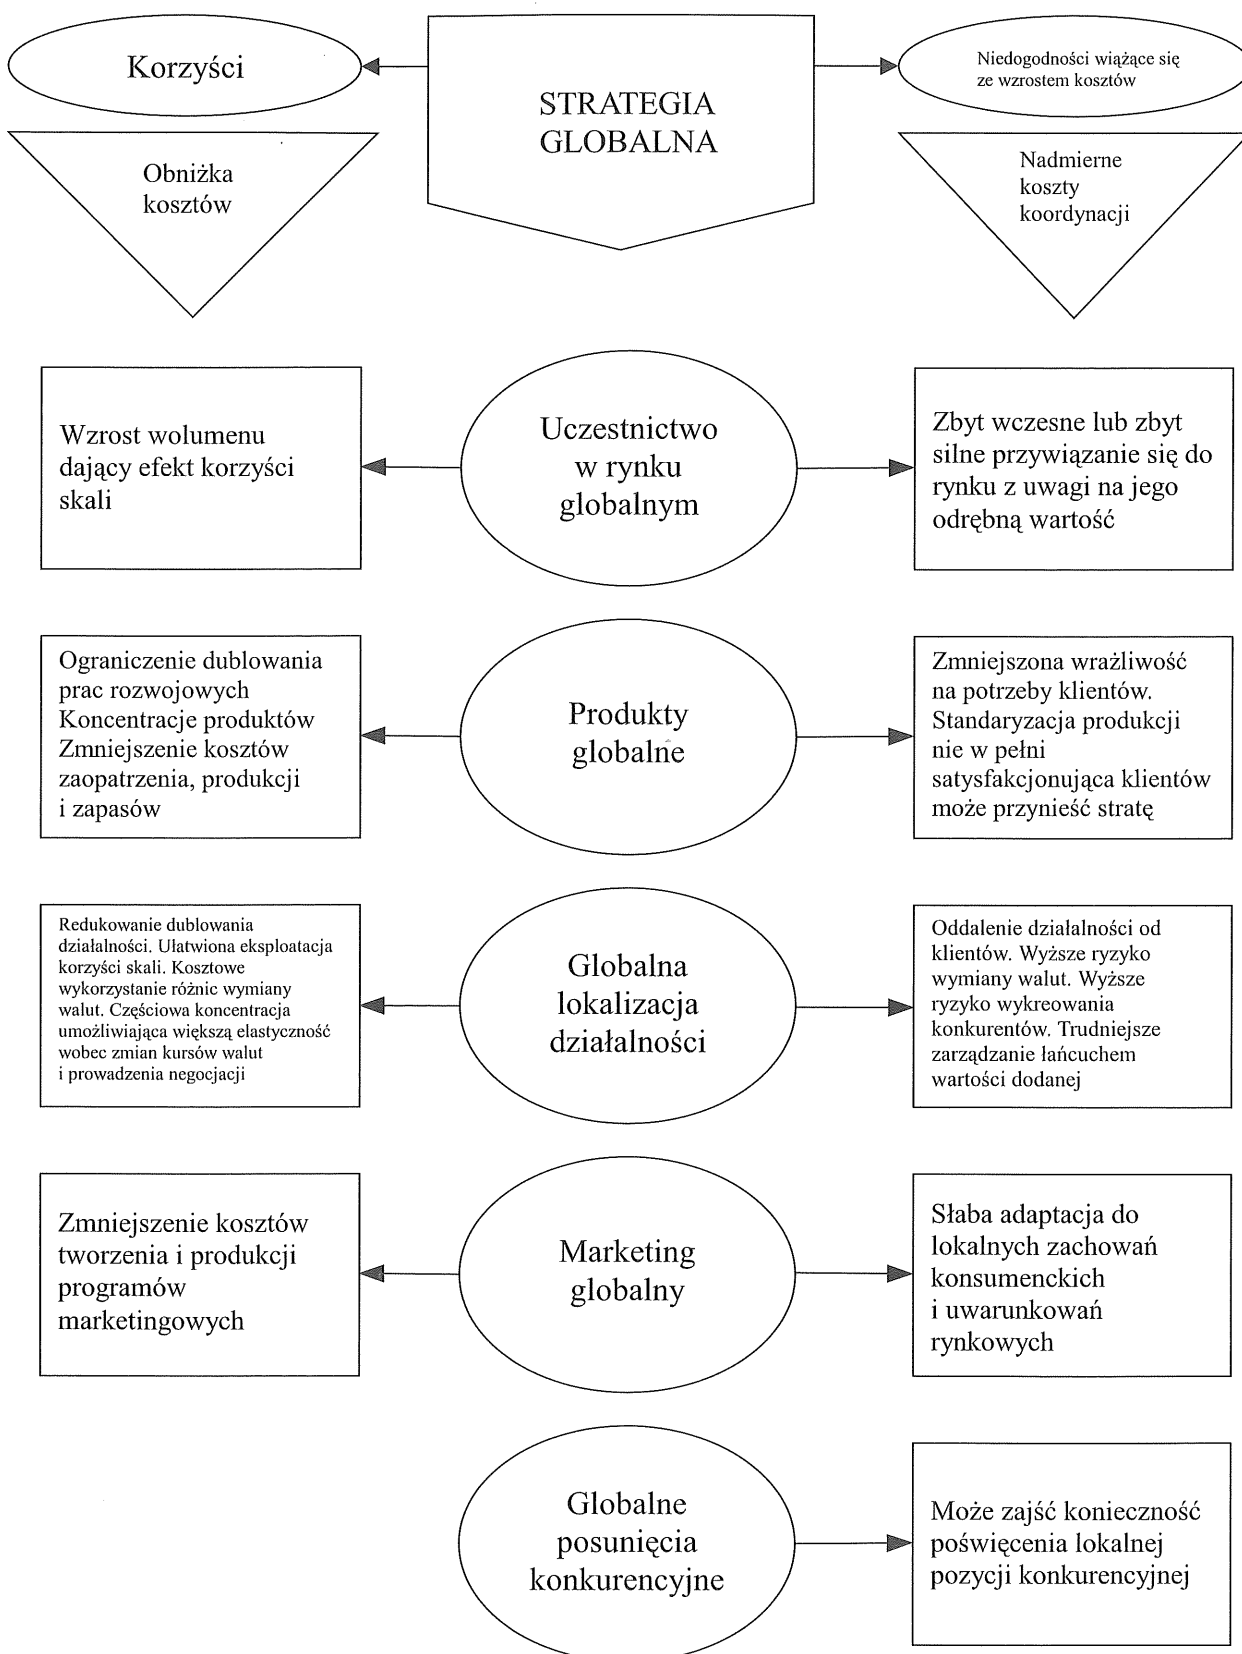 Korzyści
STRATEGIA
GLOBALNA
Niedogodności wiążące się
ze wzrostem kosztów
Obniżka
kosztów
Nadmierne
koszty
koordynacji
Wzrost wolumenu
dający efekt korzyści
skali
Uczestnictwo
w rynku
globalnym
Zbyt wczesne lub zbyt
silne przywiązanie się do
rynku z uwagi na jego
odrębną wartość
Ograniczenie dublowania
prac rozwojowych
Koncentracje produktów
Zmniejszenie kosztów
zaopatrzenia, produkcji
i zapasów
Produkty
globalne
Zmniejszona wrażliwość
na potrzeby klientów.
Standaryzacja produkcji
nie w pełni
satysfakcjonująca klientów
może przynieść stratę
Redukowanie dublowania
działalności. Ułatwiona eksploatacja
korzyści skali. Kosztowe
wykorzystanie różnic wymiany
walut. Częściowa koncentracja
umożliwiająca większą elastyczność
wobec zmian kursów walut
i prowadzenia negocjacji
Globalna
lokalizacja
działalności
Oddalenie działalności od
klientów. Wyższe ryzyko
wymiany walut. Wyższe
ryzyko wykreowania
konkurentów. Trudniejsze
zarządzanie łańcuchem
wartości dodanej
Zmniejszenie kosztów
tworzenia i produkcji
programów
marketingowych
Marketing
globalny
Słaba adaptacja do
lokalnych zachowań
konsumenckich
i uwarunkowań
rynkowych
Globalne
posunięcia
konkurencyjne
Może zajść konieczność
poświęcenia lokalnej
pozycji konkurencyjnej